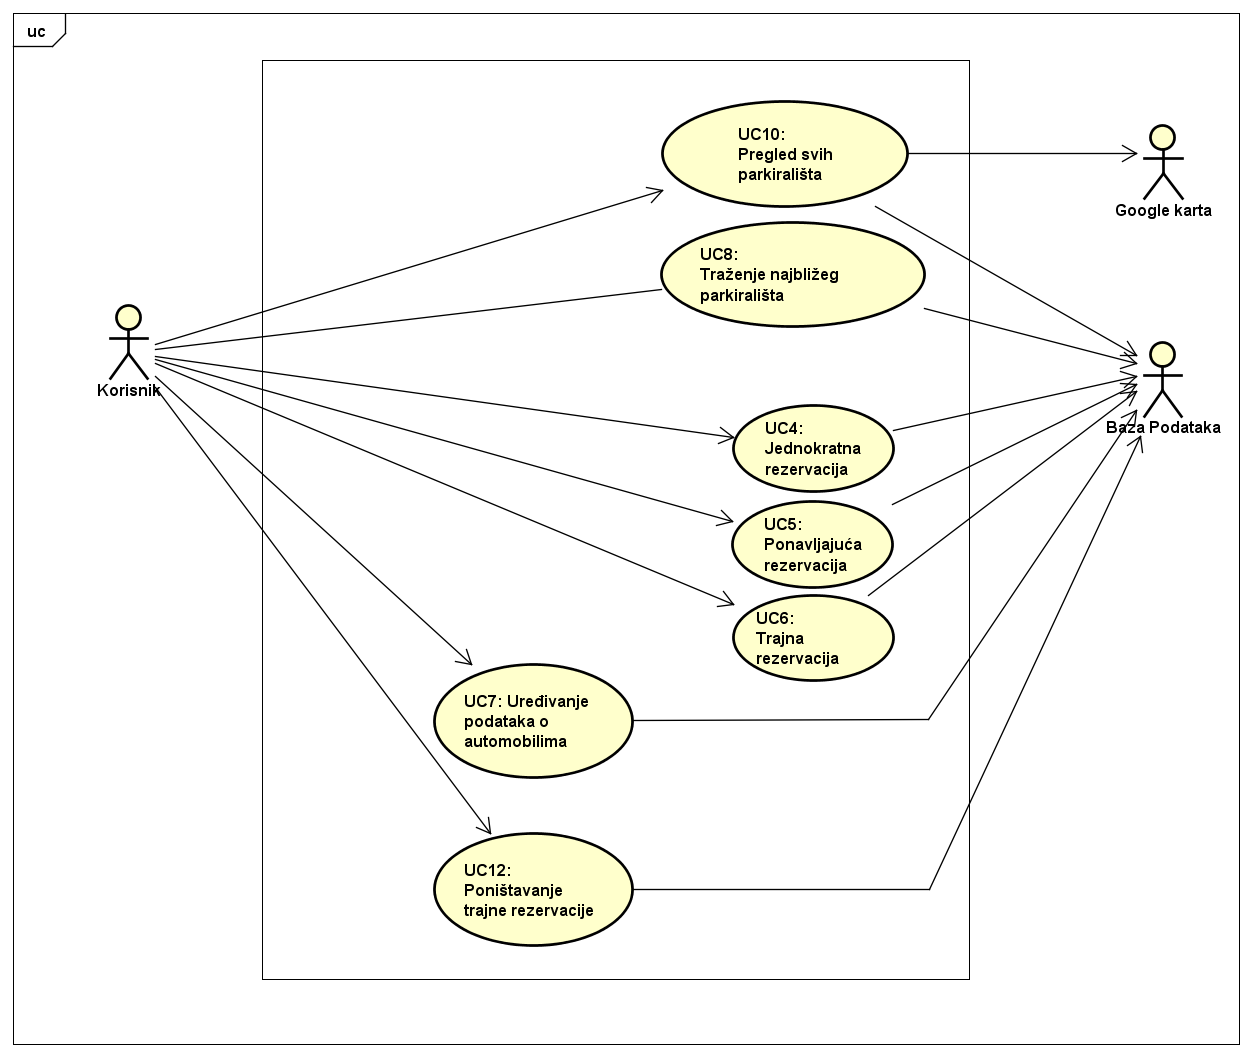 uc
UC10:
Pregled svih
parkirališta
Google karta
UC8:
Traženje najbližeg
parkirališta
Korisnik
Baza Podataka
UC4:
Jednokratna
rezervacija
UC5:
Ponavljajuća
rezervacija
UC6:
Trajna
rezervacija
UC7: Uređivanje
podataka o
automobilima
UC12:
Poništavanje
trajne rezervacije